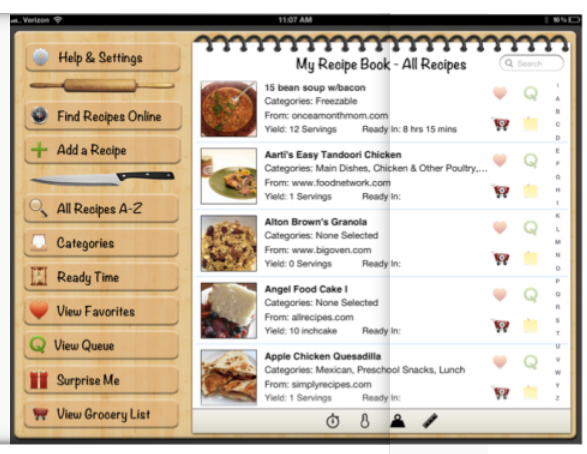 Verizon
11:07 AM
Help & Settings
Find Recipes Online
Add a Recipe
All Recipes A-Z
Categories
Ready Time
View Favorites
View Queue
Surprise Me
View Grocery List
My Recipe Book - All Recipes
Search
15 bean soup w/bacon
Categories: Freezable
From: onceamonthmom.com
Yield: 12 Servings Ready In: 8 hrs 15 mins
Aarti's Easy Tandoori Chicken
Categories: Main Dishes, Chicken & Other Poultry,...
From: www.foodnetwork.com
Yield: 1 Servings Ready In:
Alton Brown's Granola
Categories: None Selected
From: www.bigoven.com
Yield: 0 Servings Ready In:
Angel Food Cake I
Categories: None Selected
From: allrecipes.com
Yield: 10 inchcake Ready In:
Apple Chicken Quesadilla
Categories: Mexican, Preschool Snacks, Lunch
From: simplyrecipes.com
Yield: 1 Servings Ready In: